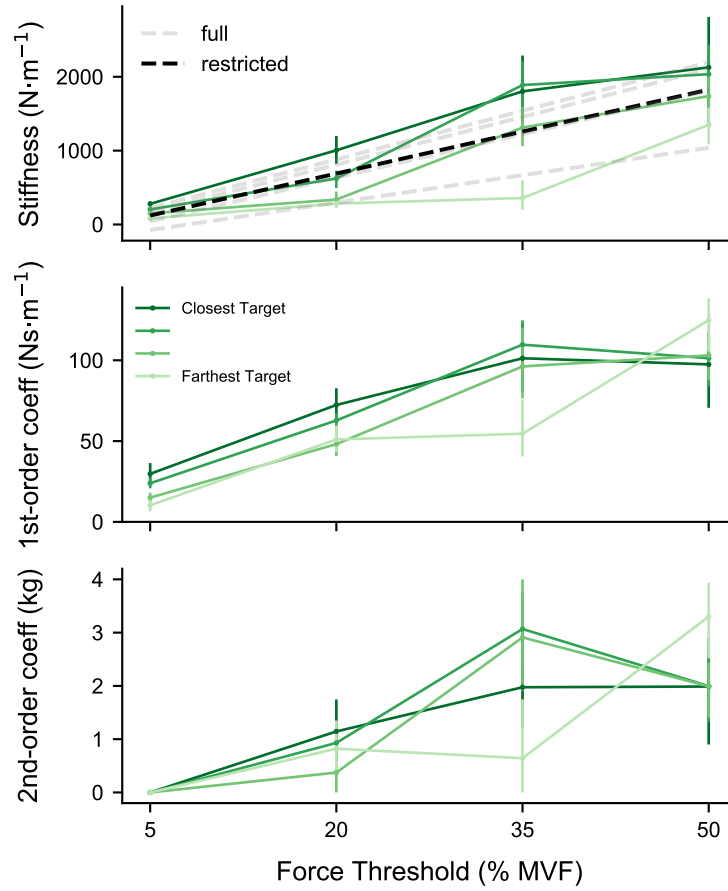 Stiffness (N·m⁻¹)
full
restricted
2000
1000
0
1st-order coeff (Ns·m⁻¹)
Closest Target
Farthest Target
100
50
0
2nd-order coeff (kg)
4
3
2
1
0
5 20 35 50
Force Threshold (% MVF)